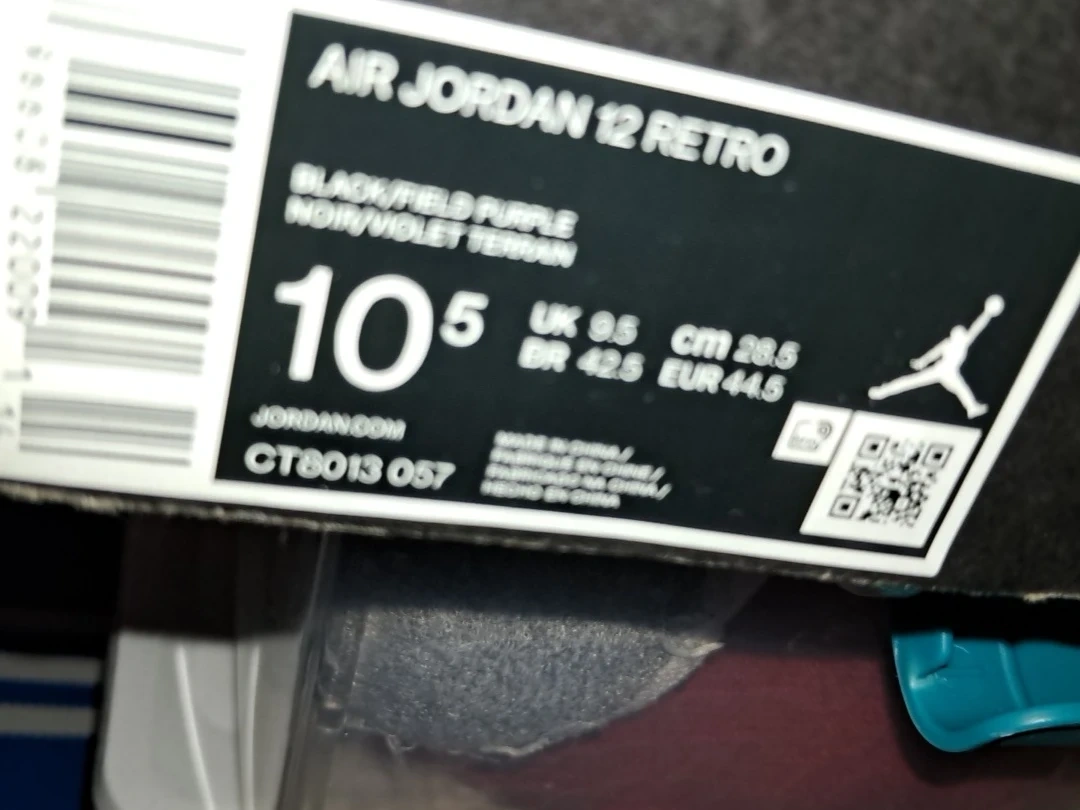 AIR JORDAN 12 RETRO
BLACK/FIELD PURPLE
NOIR/VIOLET TERRAIN
10 5
UK 9.5 cm 28.5
BR 42.5 EUR 44.5
JORDAN.COM
CT8013 057
MADE IN CHINA /
FABRIQUÉ EN CHINE /
FABRICADO NA CHINA /
HECHO EN CHINA